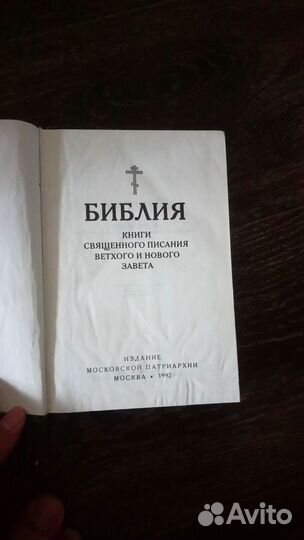 БИБЛИЯ
КНИГИ
СВЯЩЕННОГО ПИСАНИЯ
ВЕТХОГО И НОВОГО
ЗАВЕТА
ИЗДАНИЕ
МОСКОВСКОЙ ПАТРИАРХИИ
МОСКВА • 1992
Avito